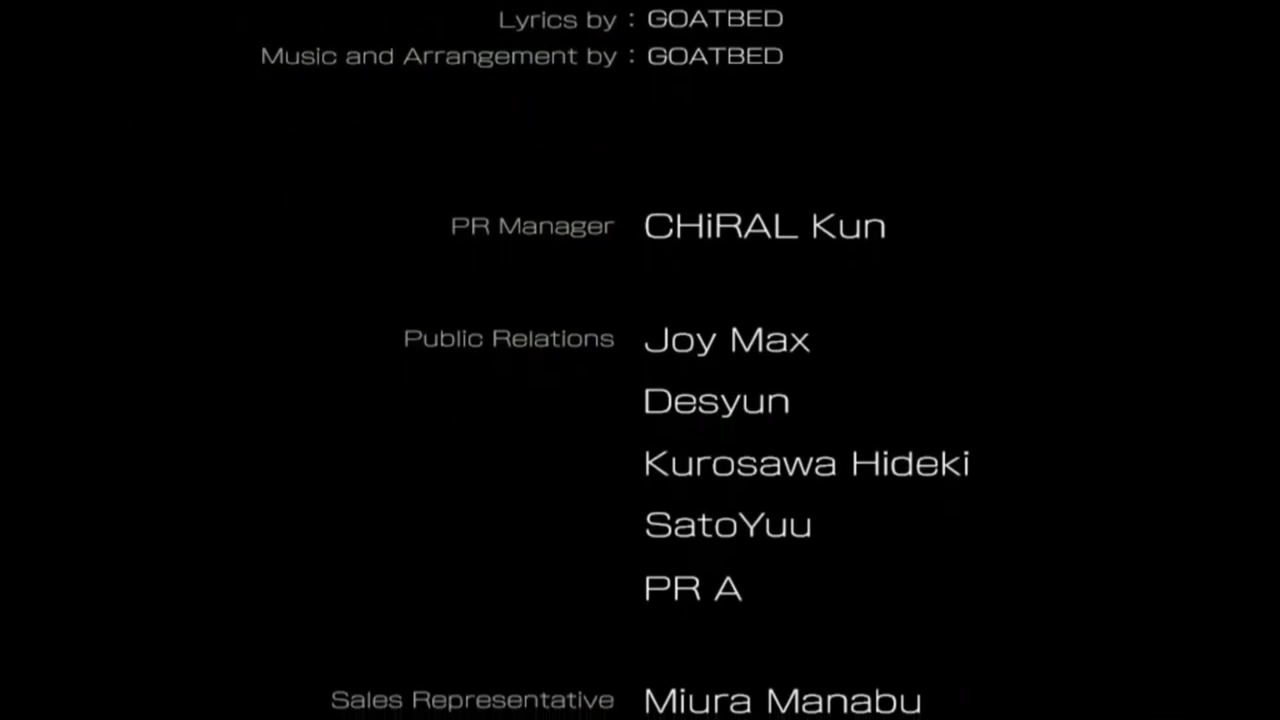 Lyrics by : GOATBED
Music and Arrangement by : GOATBED
PR Manager CHiRAL Kun
Public Relations Joy Max
Desyun
Kurosawa Hideki
SatoYuu
PR A
Sales Representative Miura Manabu